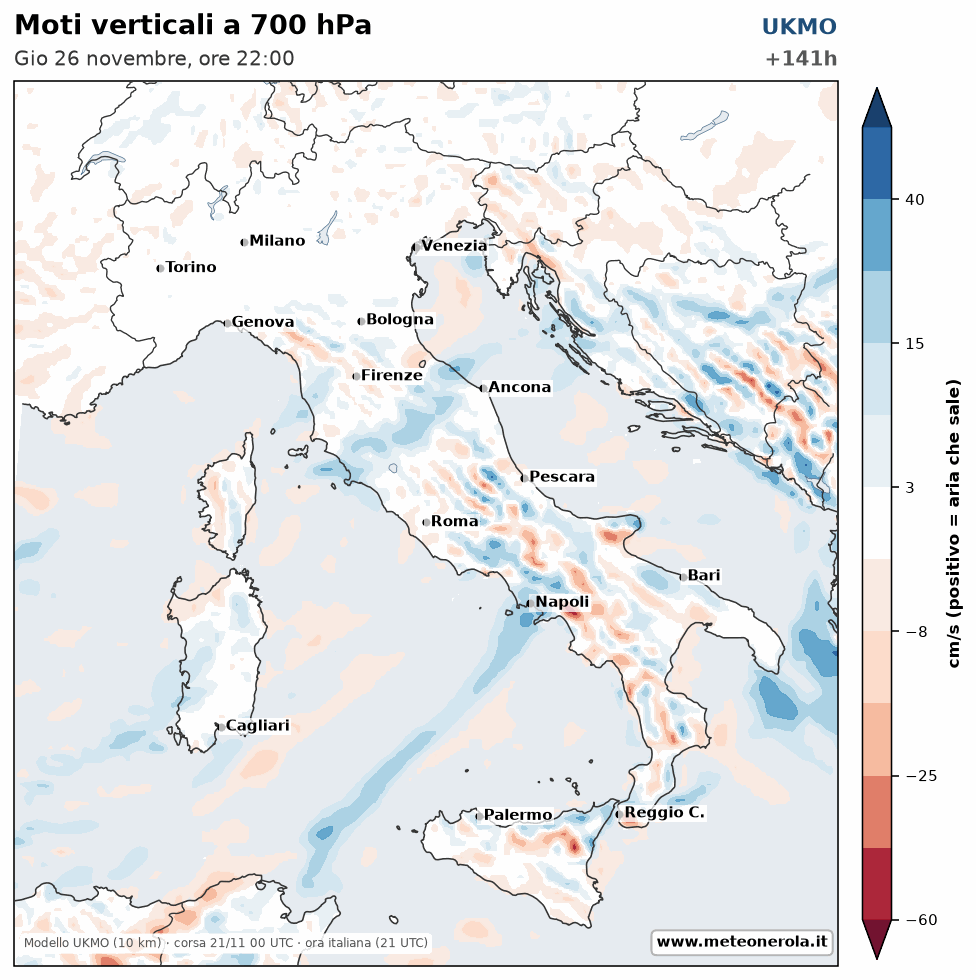 Moti verticali a 700 hPa
UKMO
Gio 26 novembre, ore 22:00
+141h
Milano
Venezia
Torino
Genova
Bologna
Firenze
Ancona
Pescara
Roma
Bari
Napoli
Cagliari
Palermo
Reggio C.
40
15
3
−8
−25
−60
cm/s (positivo = aria che sale)
Modello UKMO (10 km) · corsa 21/11 00 UTC · ora italiana (21 UTC)
www.meteonerola.it